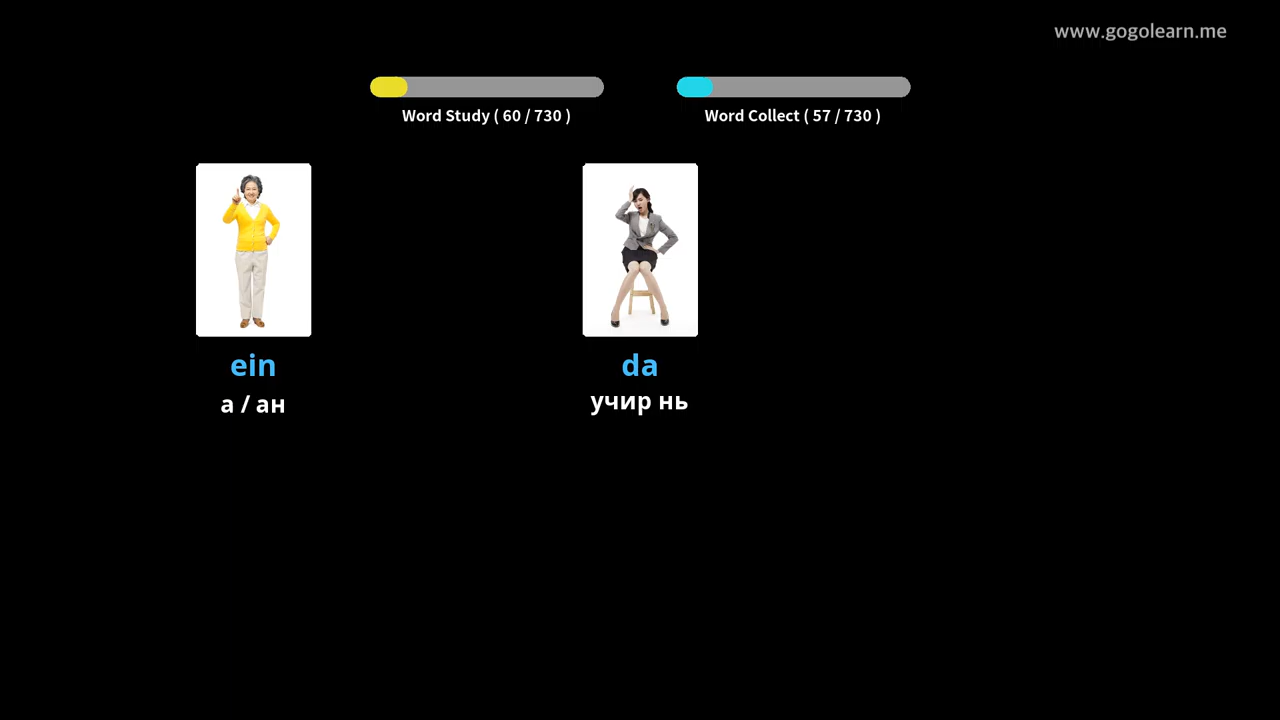 www.gogolearn.me
Word Study ( 60 / 730 )
Word Collect ( 57 / 730 )
ein
а / ан
da
учир нь